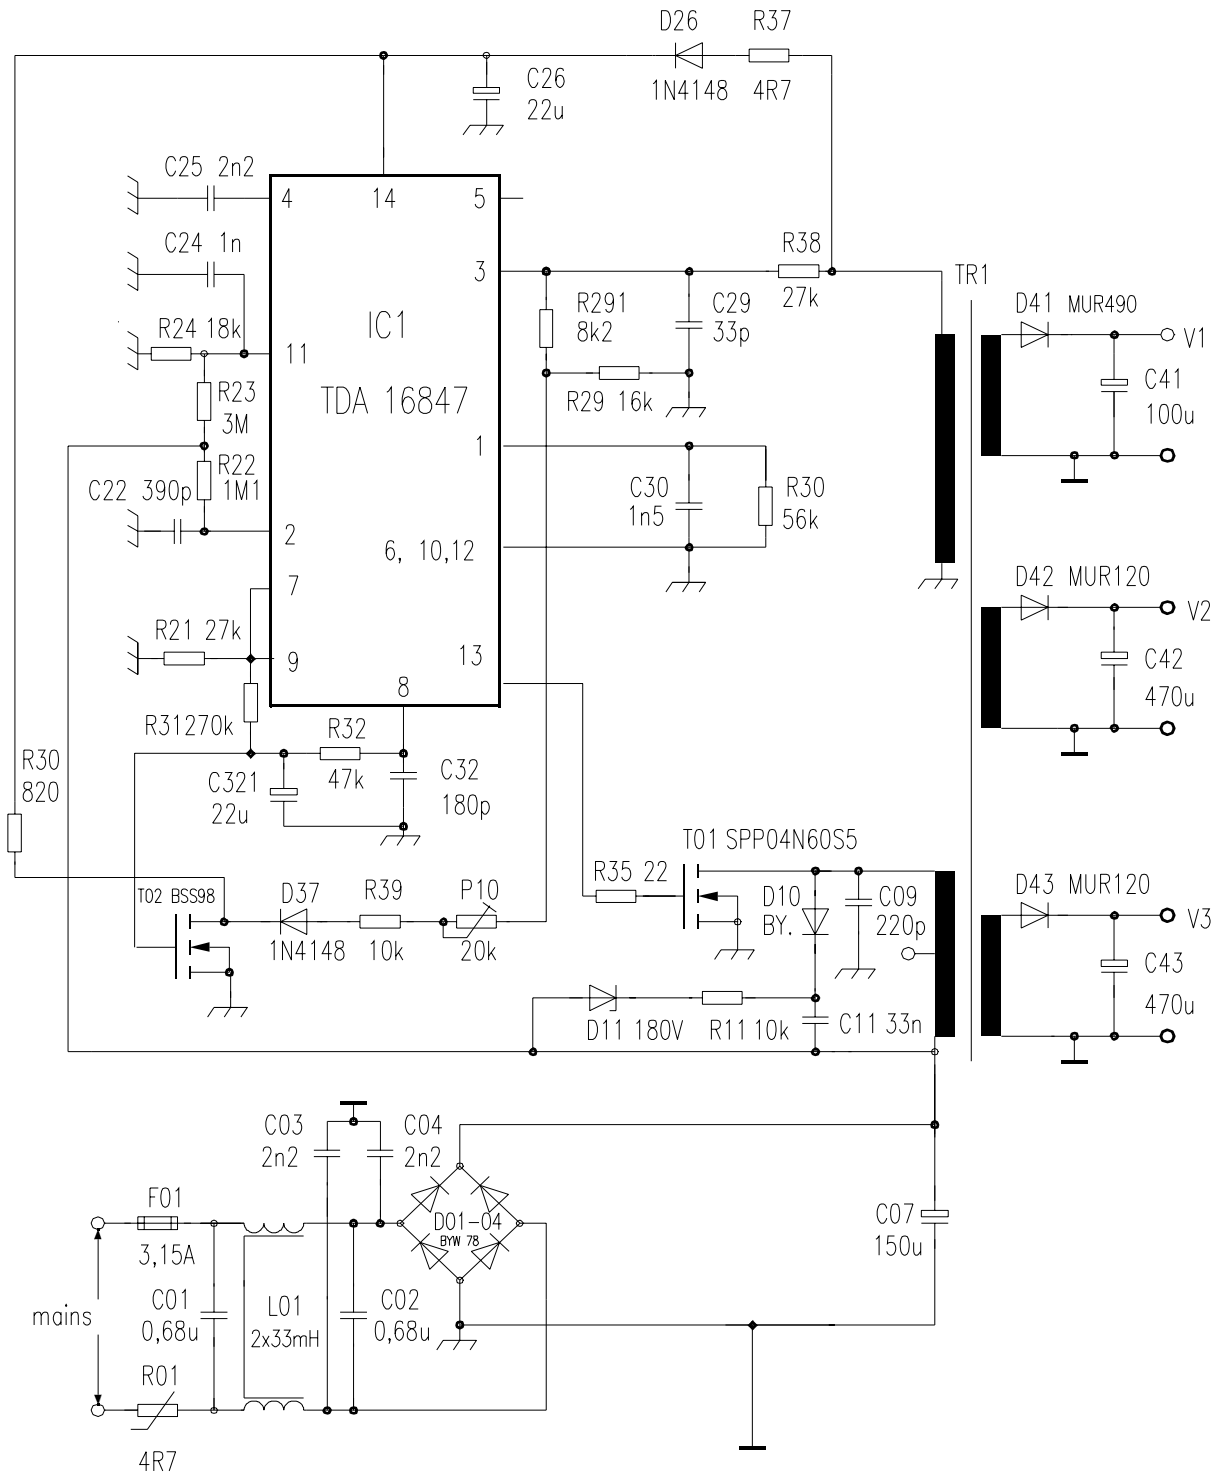 D26 R37
1N4148 4R7
C26
22u
C25 2n2
4 14 5
C24 1n
3
R38
27k
TR1
R291
8k2
C29
33p
D41 MUR490
V1
R24 18k
11
IC1
TDA 16847
R23
3M
R29 16k
C41
100u
1
R22
1M1
C22 390p
2
C30
1n5
R30
56k
6, 10,12
7
D42 MUR120
V2
R21 27k
9
13
8
C42
470u
R31270k
R32
47k
C321
22u
C32
180p
R30
820
T01 SPP04N60S5
R35 22
D10
BY.
C09
220p
D43 MUR120
V3
T02 BSS98
D37
1N4148
R39
10k
P10
20k
C43
470u
D11 180V
R11 10k
C11 33n
C03
2n2
C04
2n2
F01
3,15A
D01-04
BYW 78
C07
150u
mains
C01
0,68u
L01
2x33mH
C02
0,68u
R01
4R7